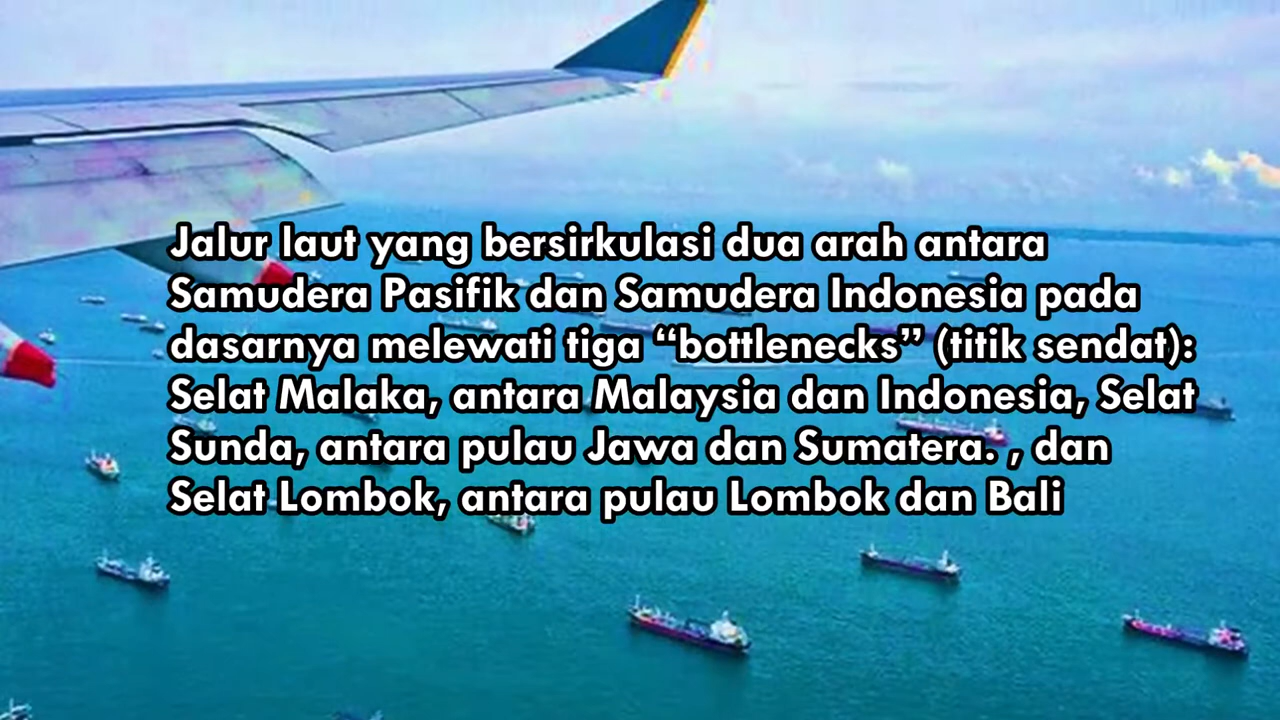 Jalur laut yang bersirkulasi dua arah antara
Samudera Pasifik dan Samudera Indonesia pada
dasarnya melewati tiga “bottlenecks” (titik sendat):
Selat Malaka, antara Malaysia dan Indonesia, Selat
Sunda, antara pulau Jawa dan Sumatera. , dan
Selat Lombok, antara pulau Lombok dan Bali